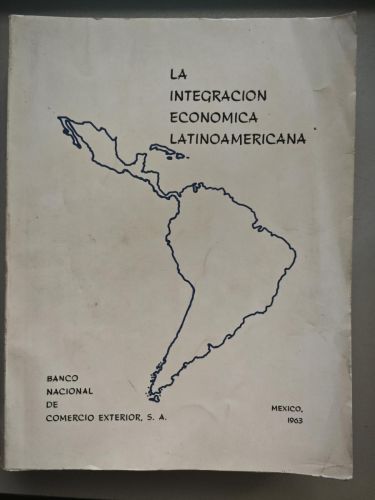 LA
INTEGRACION
ECONOMICA
LATINOAMERICANA
BANCO
NACIONAL
DE
COMERCIO EXTERIOR, S. A.
MEXICO,
1963